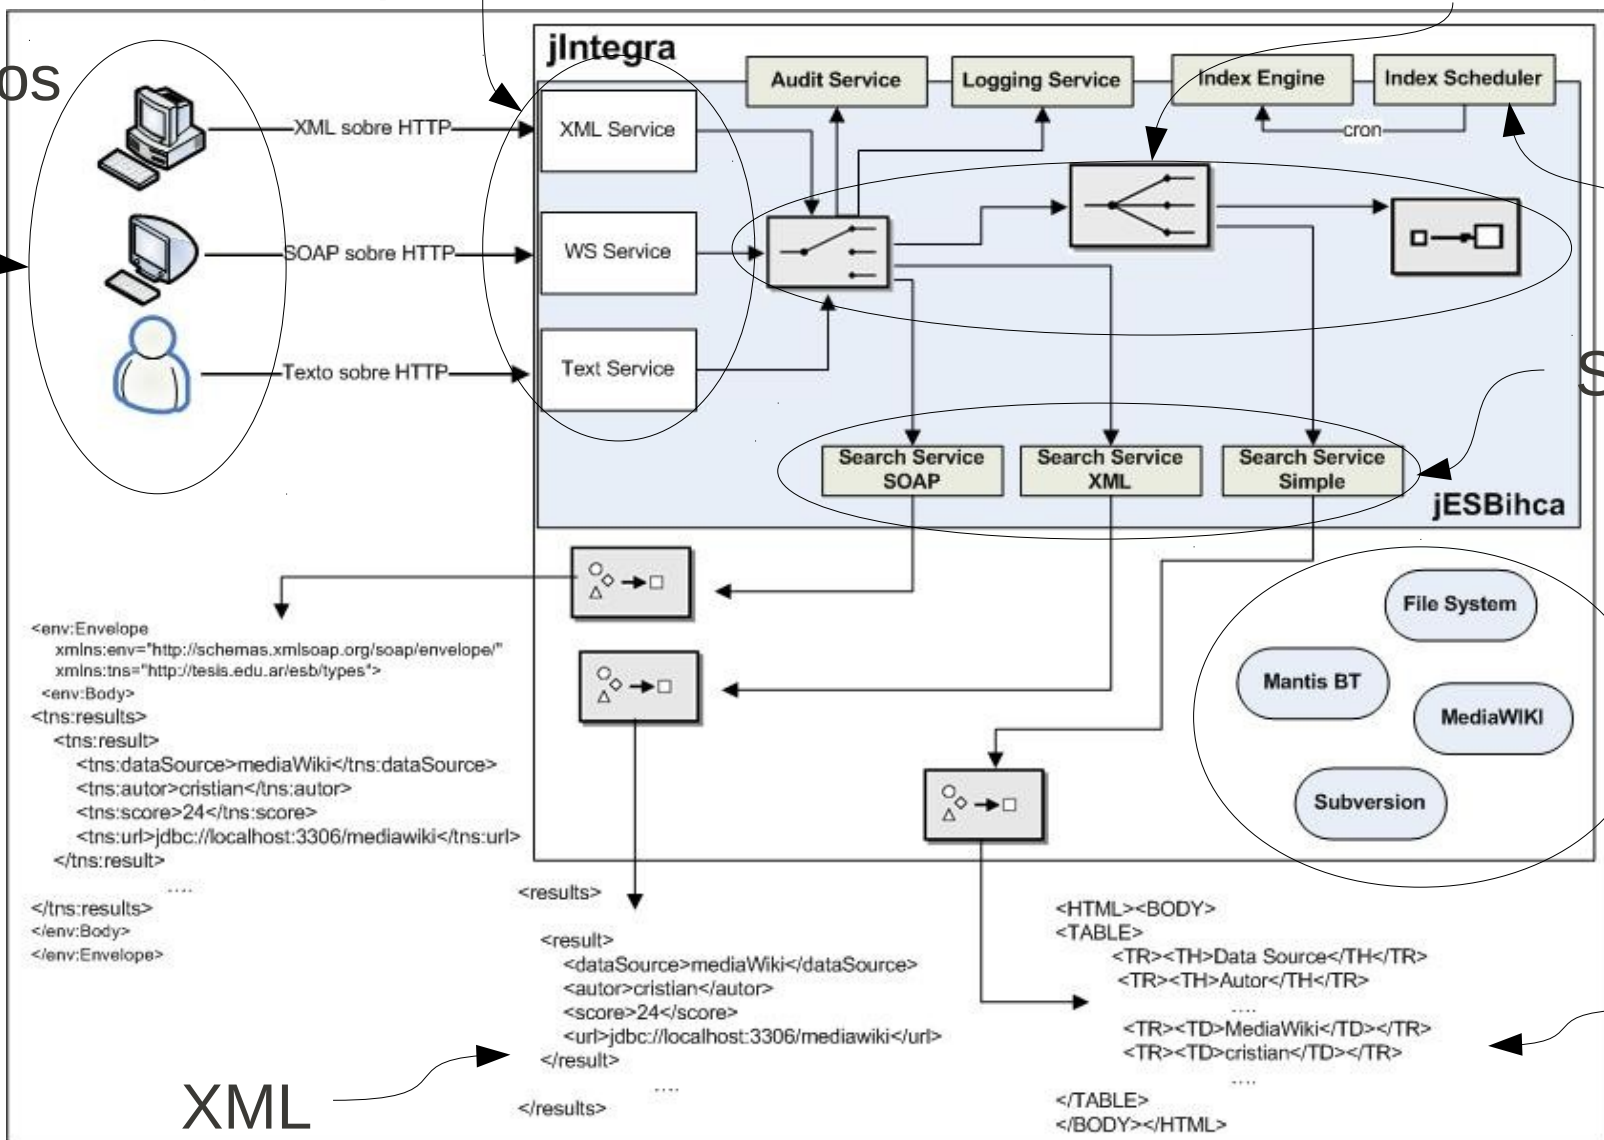 os
jIntegra
Audit Service
Logging Service
Index Engine
Index Scheduler
cron
XML sobre HTTP
XML Service
SOAP sobre HTTP
WS Service
Texto sobre HTTP
Text Service
S
Search Service
SOAP
Search Service
XML
Search Service
Simple
jESBihca
File System
Mantis BT
MediaWIKI
Subversion
<env:Envelope
xmlns:env="http://schemas.xmlsoap.org/soap/envelope/"
xmlns:tns="http://tesis.edu.ar/esb/types">
<env:Body>
<tns:results>
<tns:result>
<tns:dataSource>mediaWiki</tns:dataSource>
<tns:autor>cristian</tns:autor>
<tns:score>24</tns:score>
<tns:url>jdbc://localhost:3306/mediawiki</tns:url>
</tns:result>
....
</tns:results>
</env:Body>
</env:Envelope>
<results>
<result>
<dataSource>mediaWiki</dataSource>
<autor>cristian</autor>
<score>24</score>
<url>jdbc://localhost:3306/mediawiki</url>
</result>
....
</results>
XML
<HTML><BODY>
<TABLE>
<TR><TH>Data Source</TH</TR>
<TR><TH>Autor</TH</TR>
....
<TR><TD>MediaWiki</TD></TR>
<TR><TD>cristian</TD></TR>
....
</TABLE>
</BODY></HTML>